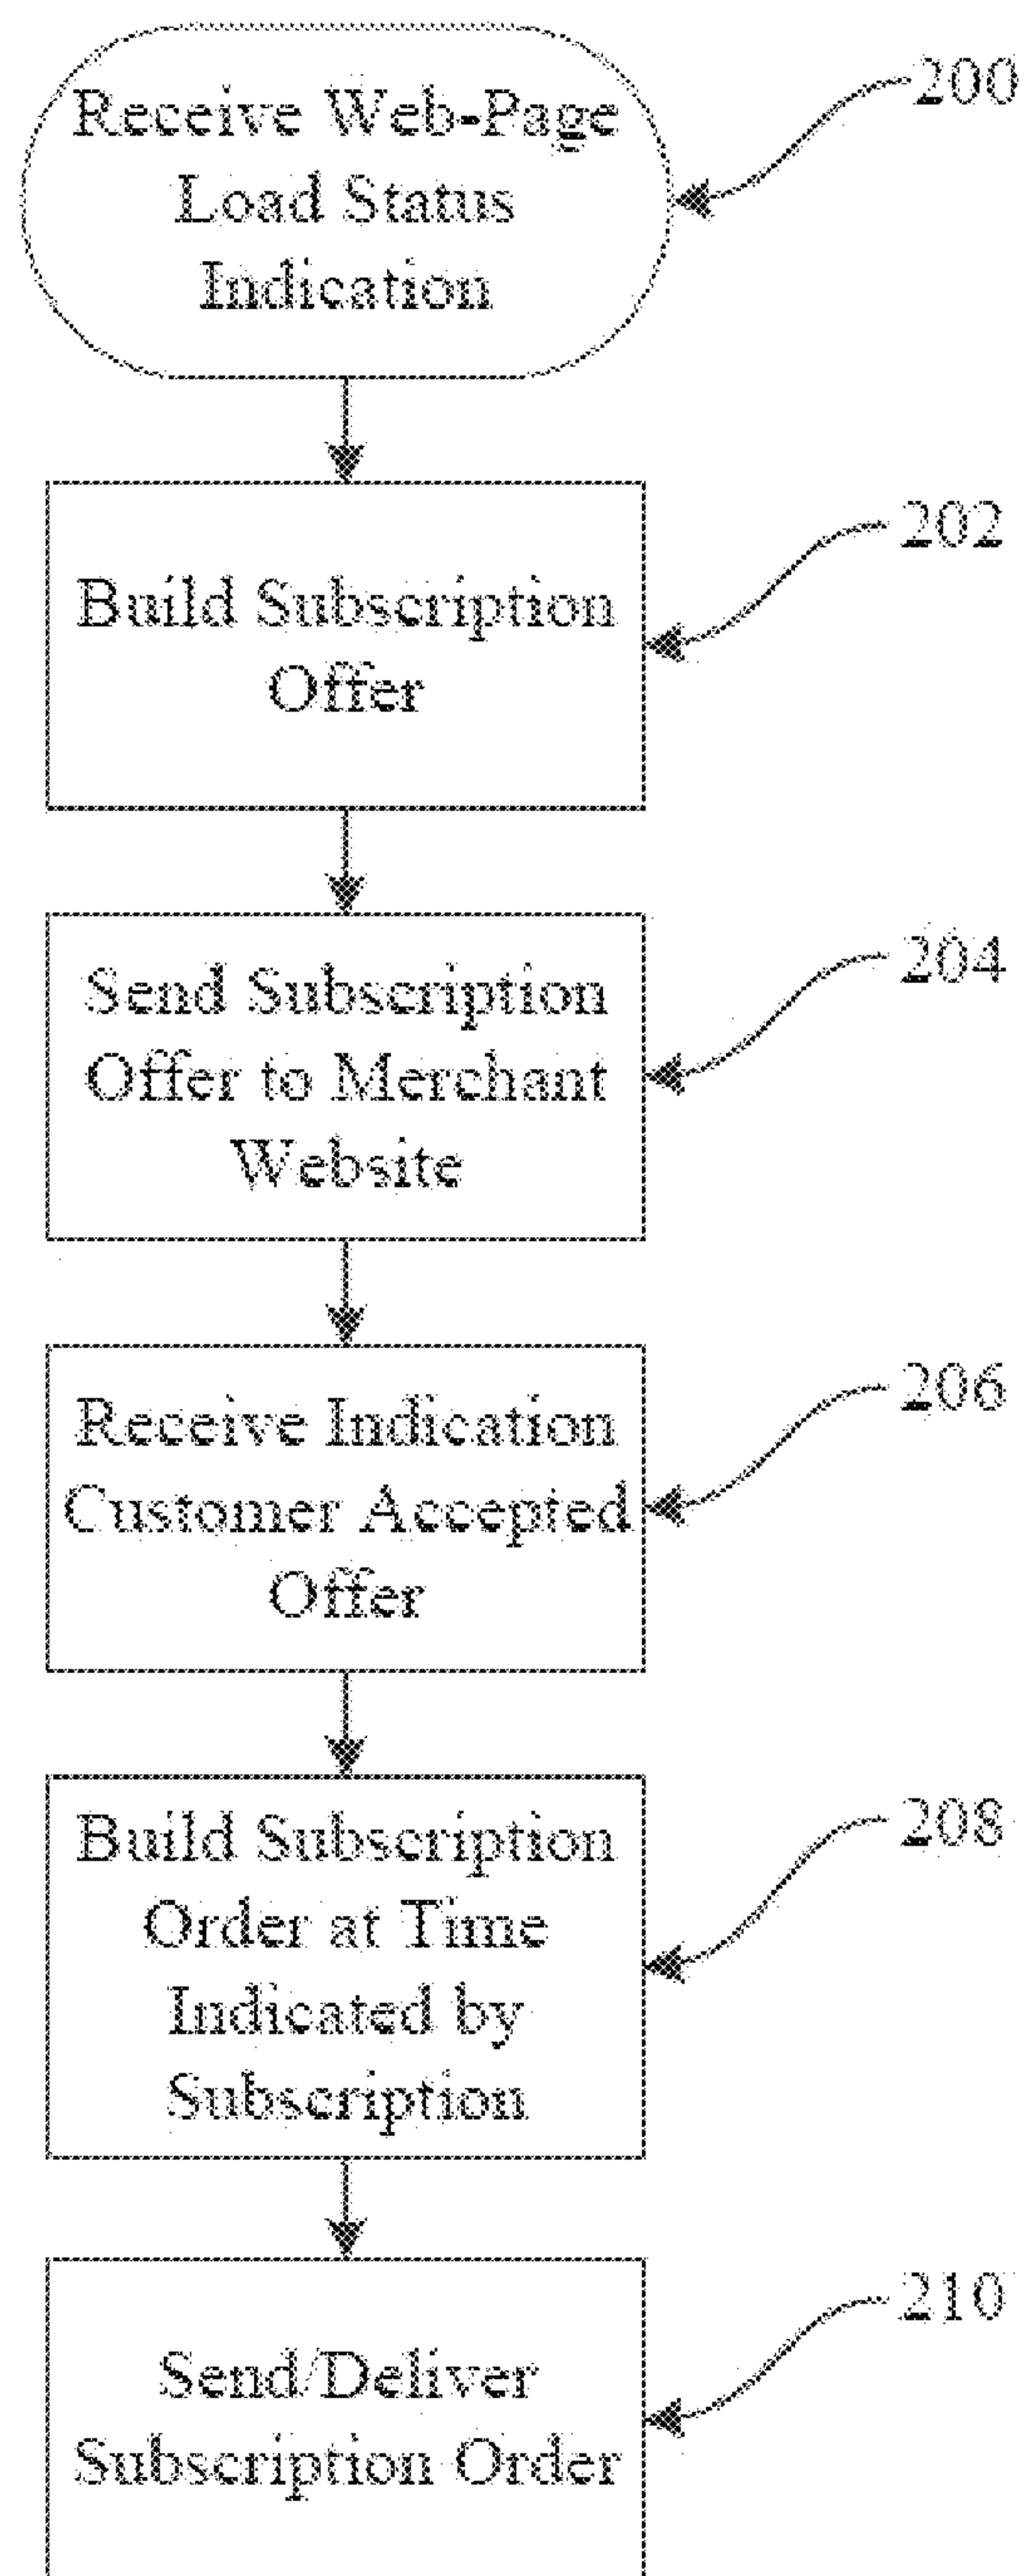 Receive Web-Page
Load Status
Indication
200
Build Subscription
Offer
202
Send Subscription
Offer to Merchant
Website
204
Receive Indication
Customer Accepted
Offer
206
Build Subscription
Order at Time
Indicated by
Subscription
208
Send/Deliver
Subscription Order
210